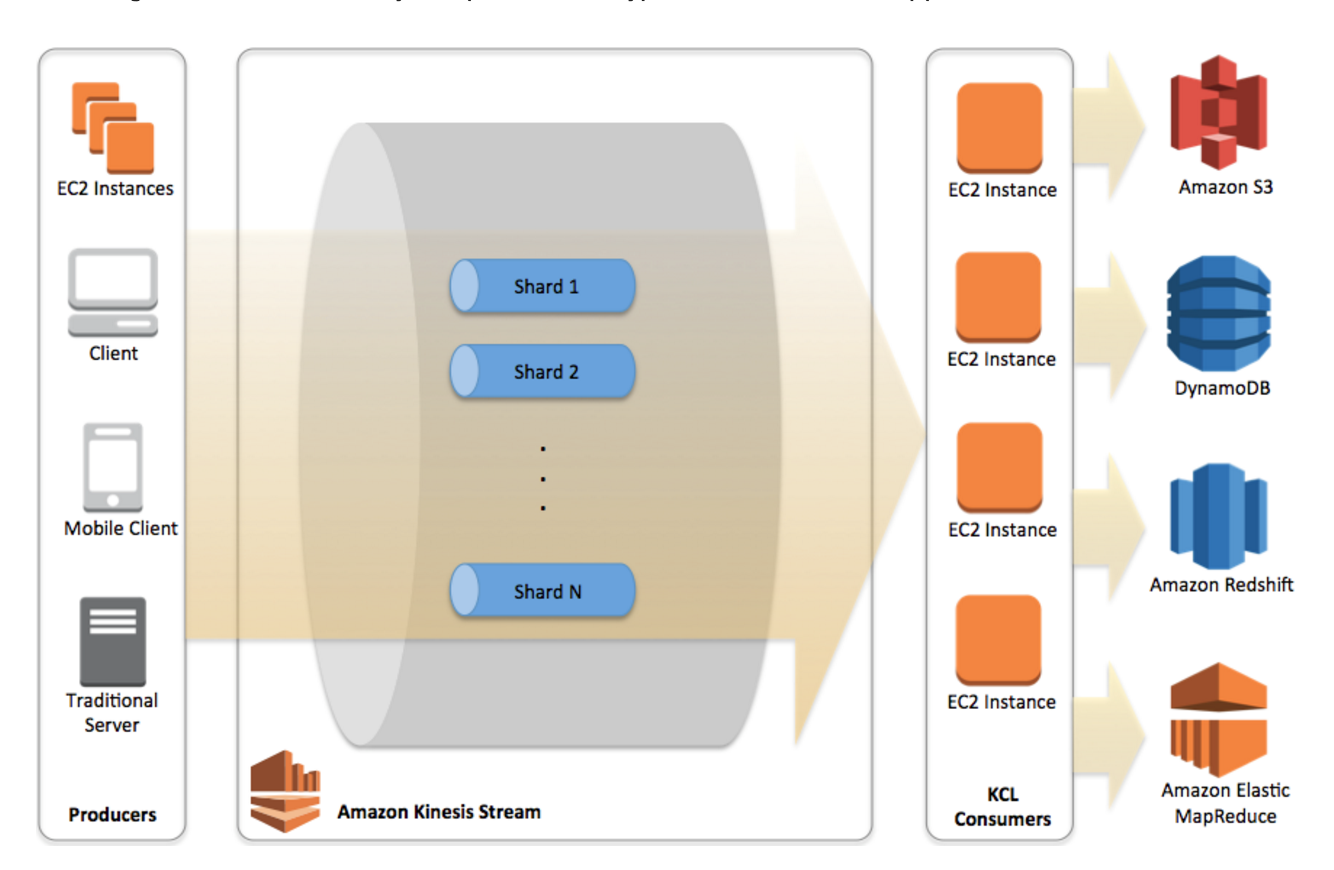 EC2 Instances
Client
Mobile Client
Traditional
Server
Producers
Shard 1
Shard 2
.
.
.
Shard N
Amazon Kinesis Stream
EC2 Instance
EC2 Instance
EC2 Instance
EC2 Instance
KCL
Consumers
Amazon S3
DynamoDB
Amazon Redshift
Amazon Elastic
MapReduce